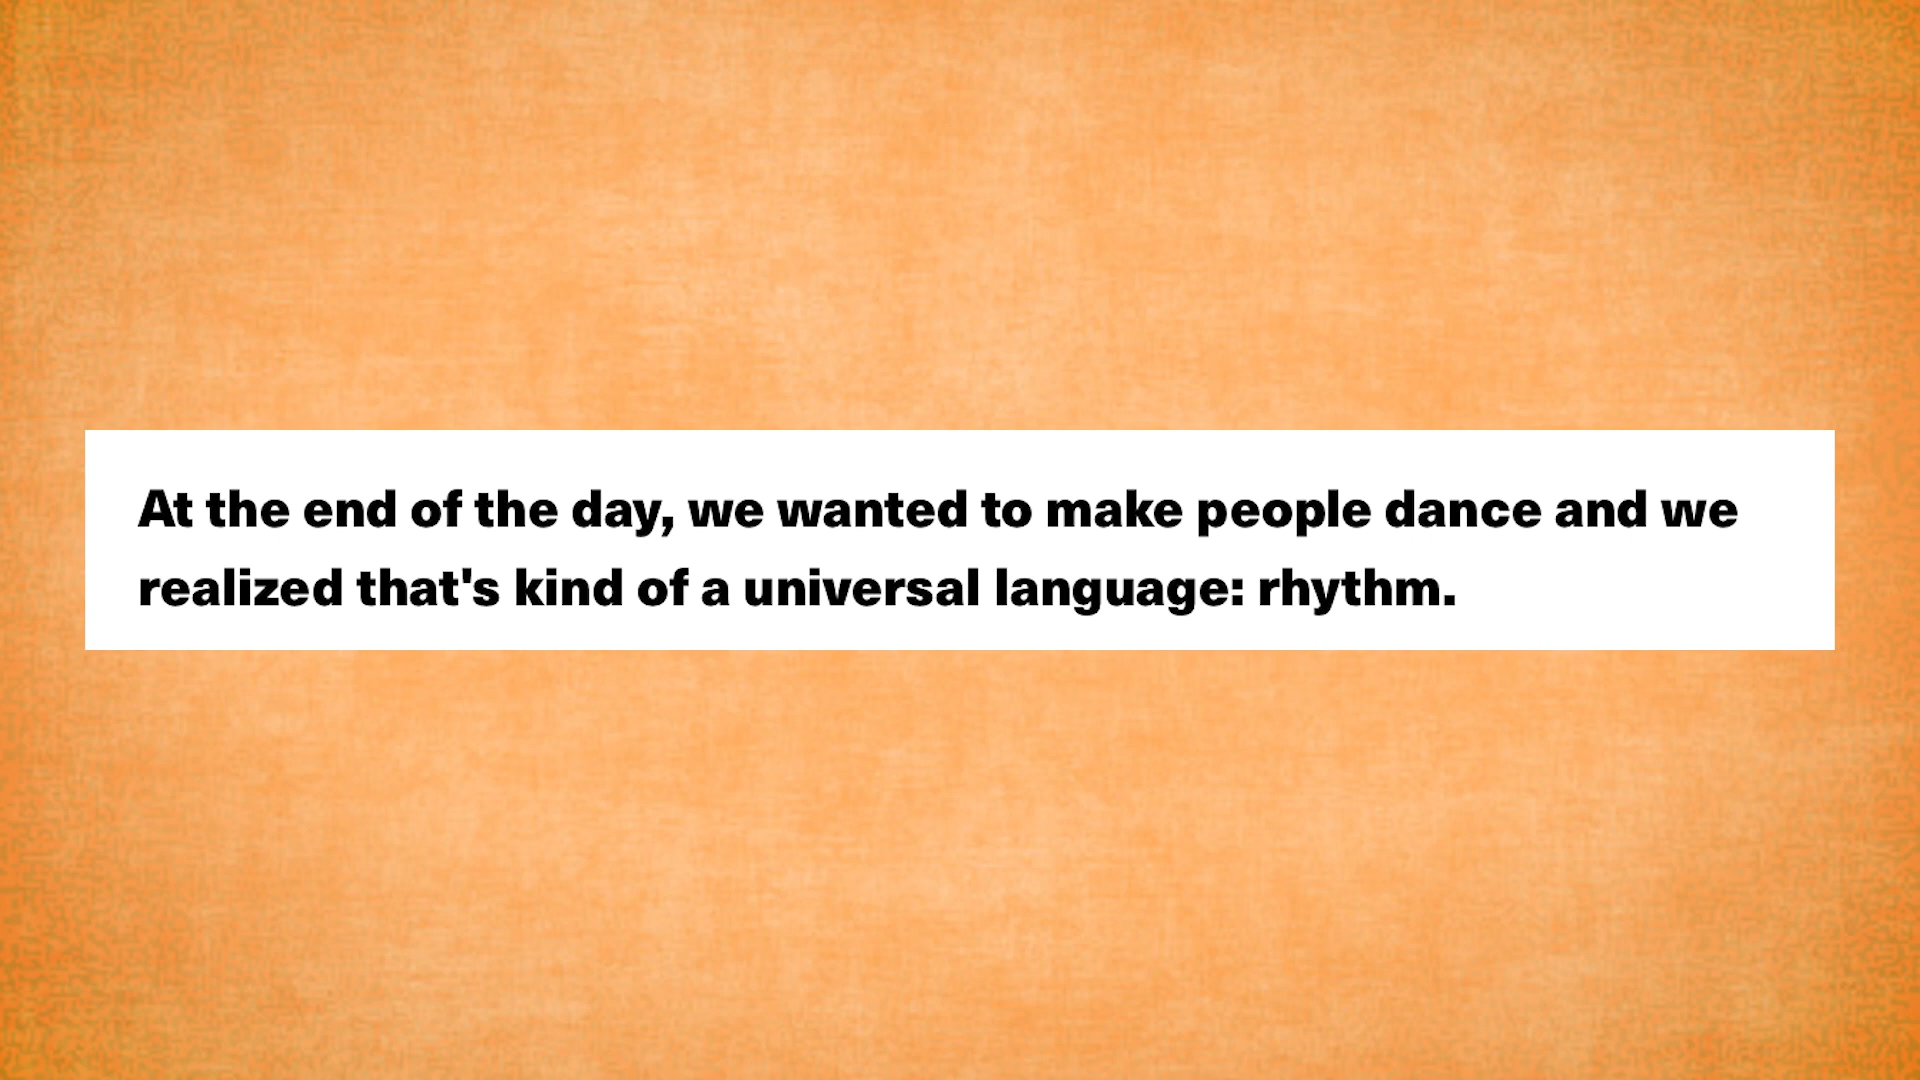 At the end of the day, we wanted to make people dance and we
realized that's kind of a universal language: rhythm.